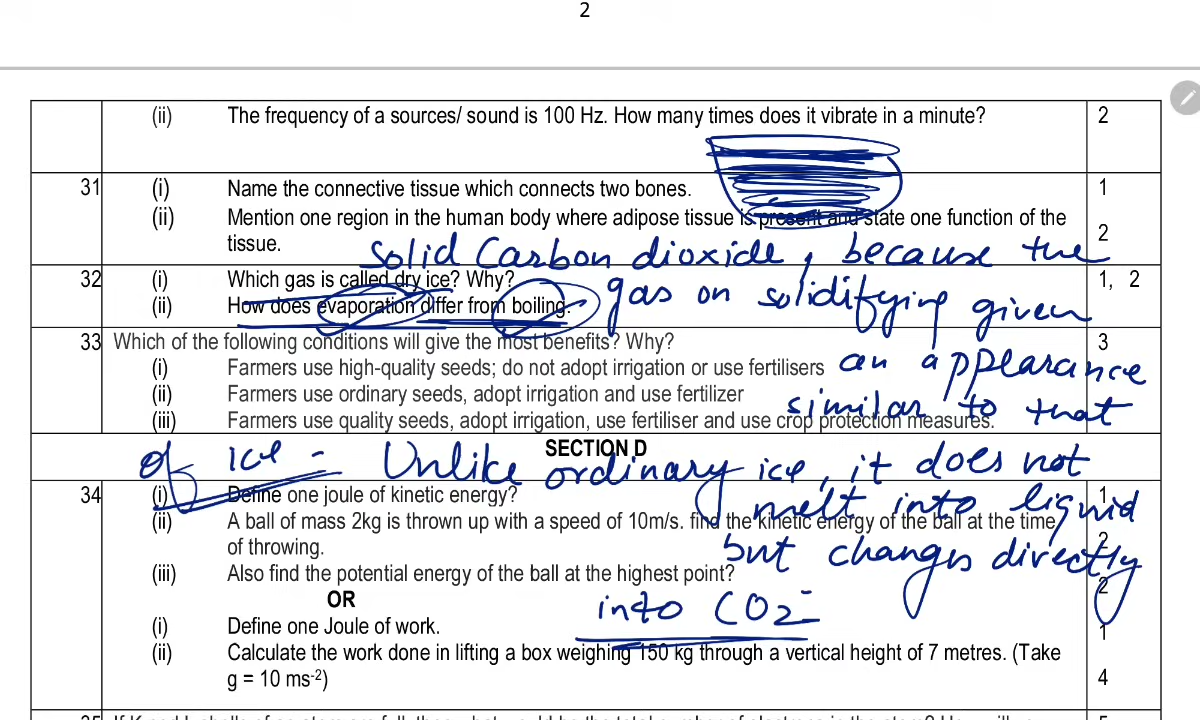 2
(ii) The frequency of a sources/ sound is 100 Hz. How many times does it vibrate in a minute? 2
31 (i) Name the connective tissue which connects two bones. 1
(ii) Mention one region in the human body where adipose tissue is present and state one function of the
tissue. 2
solid Carbon dioxide, because the
32 (i) Which gas is called dry ice? Why? 1, 2
(ii) How does evaporation differ from boiling.
gas on solidifying given
33 Which of the following conditions will give the most benefits? Why? 3
(i) Farmers use high-quality seeds; do not adopt irrigation or use fertilisers
an appearance
(ii) Farmers use ordinary seeds, adopt irrigation and use fertilizer
similar to that
(iii) Farmers use quality seeds, adopt irrigation, use fertiliser and use crop protection measures.
SECTION D
of ice - Unlike ordinary ice, it does not
34 (i) Define one joule of kinetic energy? 1
melt into liquid
(ii) A ball of mass 2kg is thrown up with a speed of 10m/s. find the kinetic energy of the ball at the time
of throwing. 2
but changes directly
(iii) Also find the potential energy of the ball at the highest point? 2
OR
into CO2
(i) Define one Joule of work. 1
(ii) Calculate the work done in lifting a box weighing 150 kg through a vertical height of 7 metres. (Take
g = 10 ms-2) 4